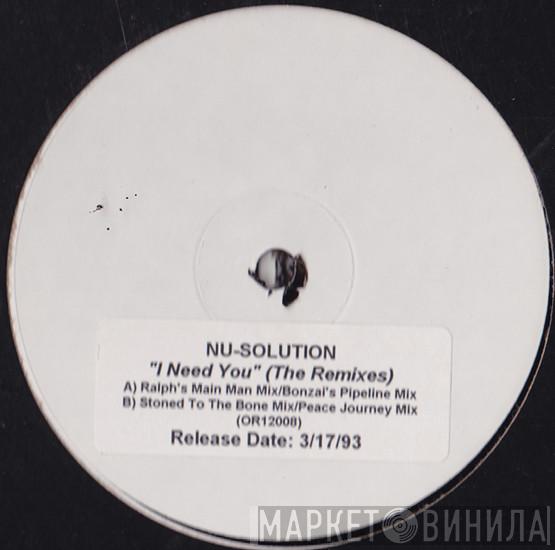 NU-SOLUTION
"I Need You" (The Remixes)
A) Ralph's Main Man Mix/Bonzai's Pipeline Mix
B) Stoned To The Bone Mix/Peace Journey Mix
(OR12008)
Release Date: 3/17/93
МАРКЕТ ВИНИЛА